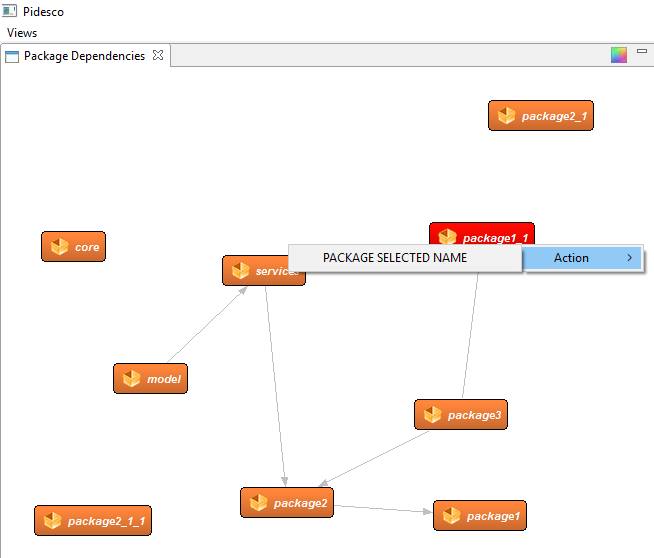 Pidesco
Views
Package Dependencies
package2_1
package1_1
core
PACKAGE SELECTED NAME
Action
services
model
package3
package2
package1
package2_1_1